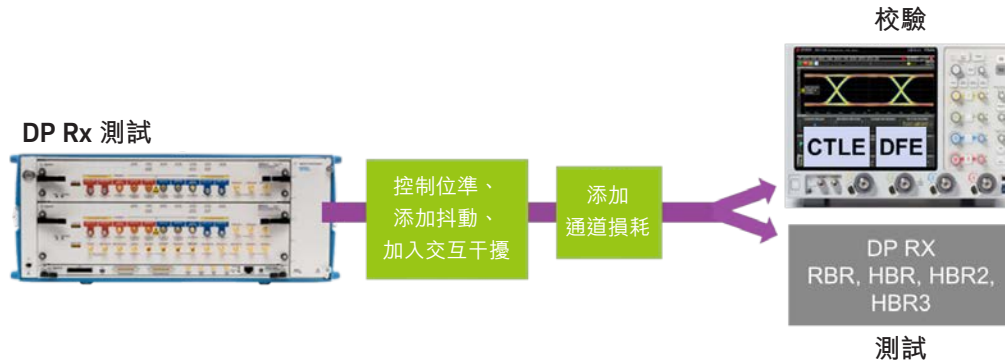 校驗
DP Rx 測試
CTLE DFE
控制位準、
添加抖動、
加入交互干擾
添加
通道損耗
DP RX
RBR, HBR, HBR2,
HBR3
測試